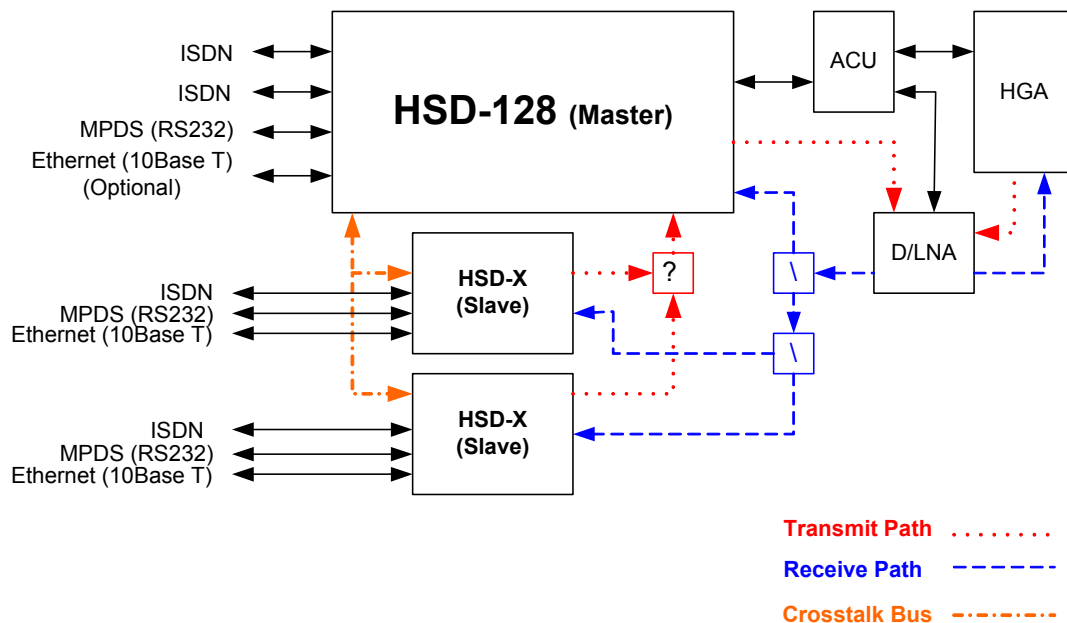 ISDN
ISDN
MPDS (RS232)
Ethernet (10Base T)
(Optional)
HSD-128 (Master)
ACU
HGA
D/LNA
HSD-X
(Slave)
?
\
\
ISDN
MPDS (RS232)
Ethernet (10Base T)
HSD-X
(Slave)
ISDN
MPDS (RS232)
Ethernet (10Base T)
Transmit Path
Receive Path
Crosstalk Bus